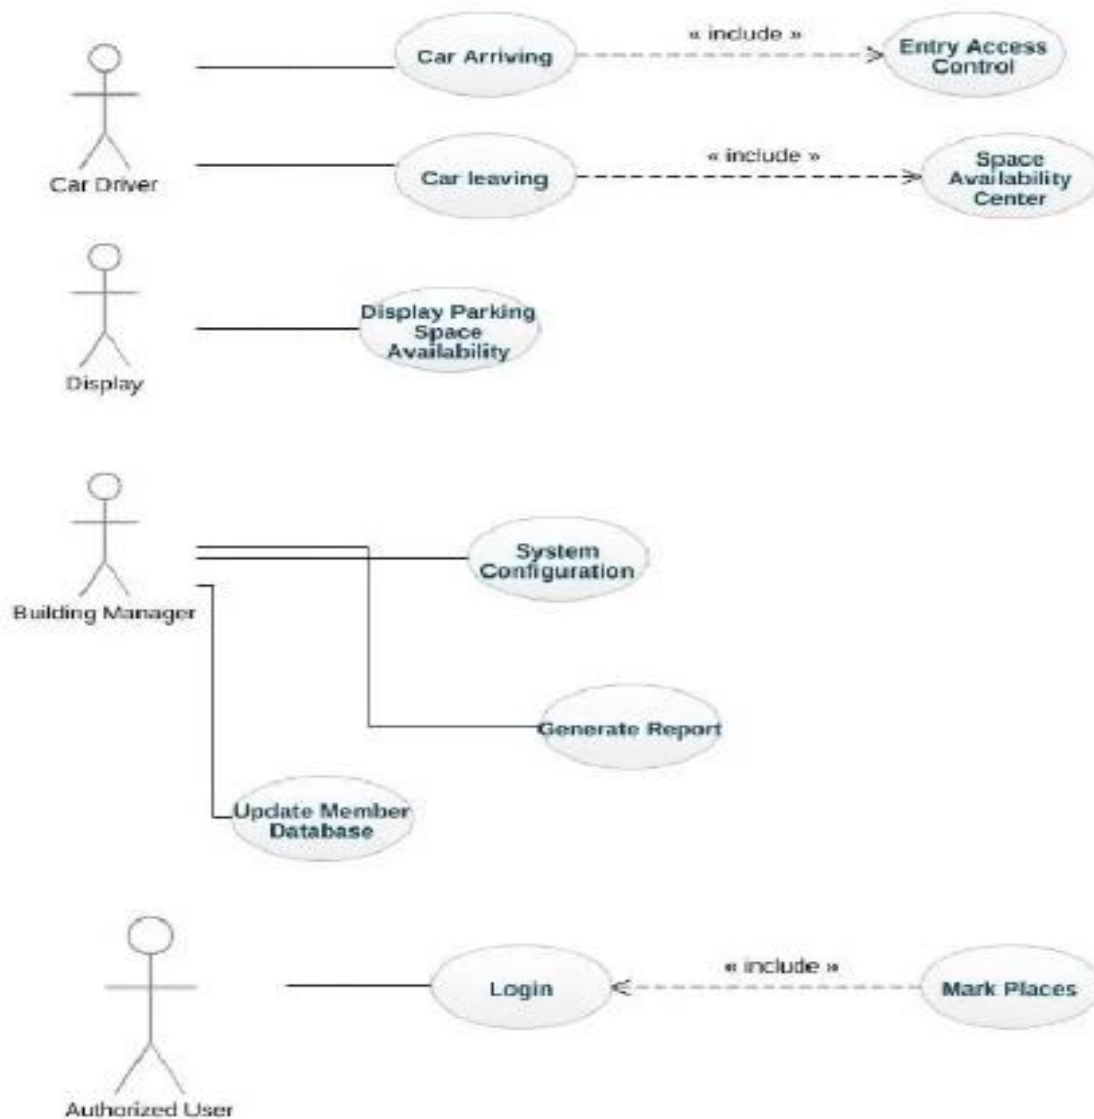 « include »
Car Arriving
Entry Access
Control
« include »
Car leaving
Space
Availability
Center
Car Driver
Display Parking
Space
Availability
Display
System
Configuration
Building Manager
Generate Report
Update Member
Database
« include »
Login
Mark Places
Authorized User